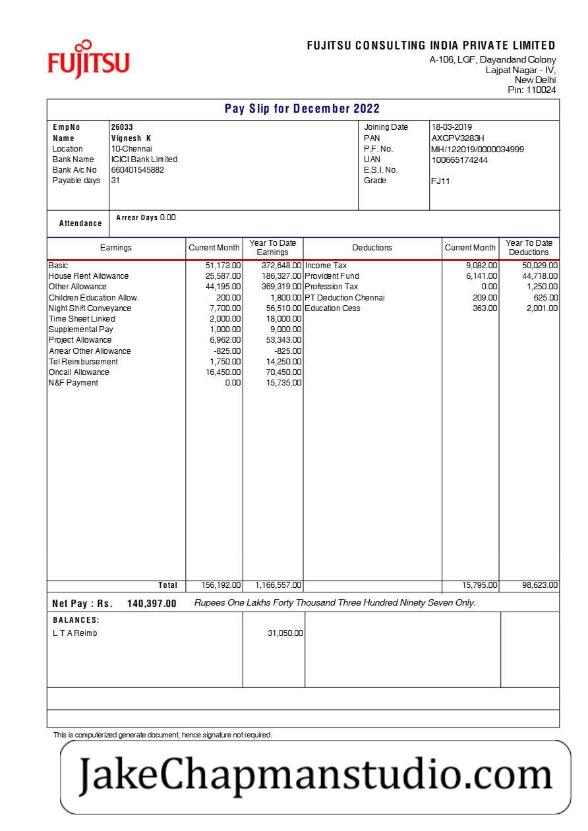 FUJITSU
FUJITSU CONSULTING INDIA PRIVATE LIMITED
A-106, LGF, Dayandand Colony
Lajpat Nagar - IV,
New Delhi
Pin: 110024
Pay Slip for December 2022
EmpNo 26033 Joining Date 18-03-2019
Name Vignesh K PAN AXCPV3283H
Location 10-Chennai P.F. No. MH/122019/0000034999
Bank Name ICICI Bank Limited UAN 100665174244
Bank A/c No 660401545882 E.S.I. No.
Payable days 31 Grade FJ11
Attendance Arrear Days 0.00
Earnings Current Month Year To Date Earnings Deductions Current Month Year To Date Deductions
Basic 51,173.00 372,648.00 Income Tax 9,082.00 50,029.00
House Rent Allowance 25,587.00 186,327.00 Provident Fund 6,141.00 44,718.00
Other Allowance 44,195.00 369,319.00 Profession Tax 0.00 1,250.00
Children Education Allow. 200.00 1,800.00 PT Deduction Chennai 209.00 625.00
Night Shift Conveyance 7,700.00 56,510.00 Education Cess 363.00 2,001.00
Time Sheet Linked 2,000.00 18,000.00
Supplemental Pay 1,000.00 9,000.00
Project Allowance 6,962.00 53,343.00
Arrear Other Allowance -825.00 -825.00
Tel Reimbursement 1,750.00 14,250.00
Oncall Allowance 16,450.00 70,450.00
N&F Payment 0.00 15,735.00
Total 156,192.00 1,166,557.00 15,795.00 98,623.00
Net Pay : Rs. 140,397.00 Rupees One Lakhs Forty Thousand Three Hundred Ninety Seven Only.
BALANCES:
L T A Reimb 31,050.00
This is computerized generate document, hence signature not required.
JakeChapmanstudio.com